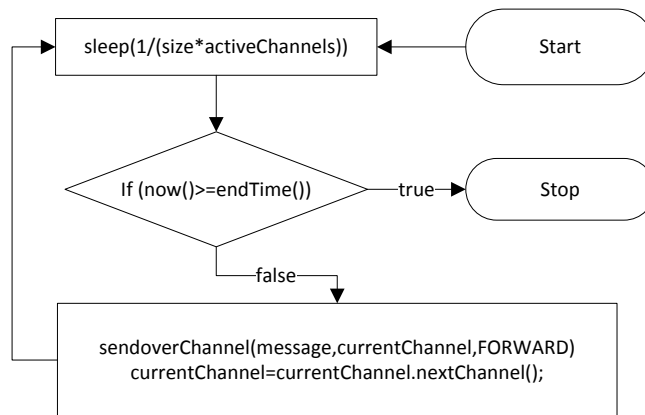 sleep(1/(size*activeChannels))
Start
If (now()>=endTime())
true
Stop
false
sendoverChannel(message,currentChannel,FORWARD)
currentChannel=currentChannel.nextChannel();